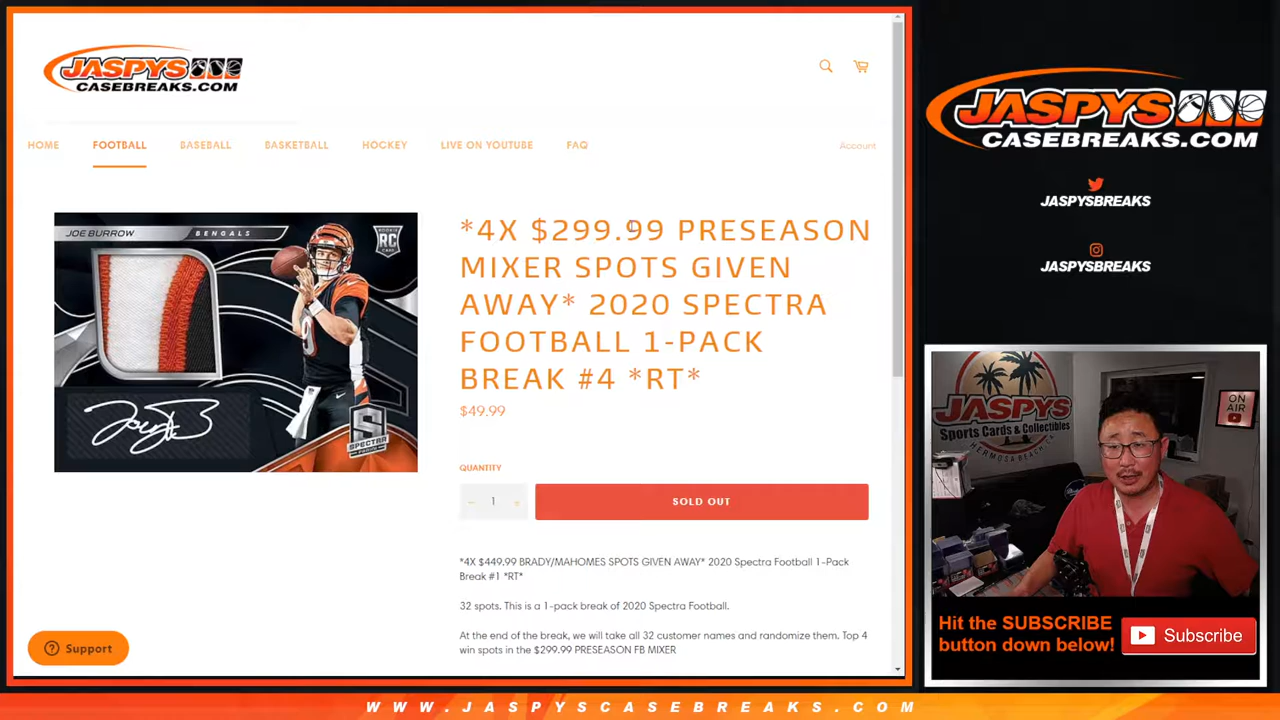 JASPYS
CASEBREAKS.COM
HOME
FOOTBALL
BASEBALL
BASKETBALL
HOCKEY
LIVE ON YOUTUBE
FAQ
Account
JOE BURROW
BENGALS
ROOKIE
RC
SPECTRA
*4X $299.99 PRESEASON
MIXER SPOTS GIVEN
AWAY* 2020 SPECTRA
FOOTBALL 1-PACK
BREAK #4 *RT*
$49.99
QUANTITY
− 1 +
SOLD OUT
*4X $449.99 BRADY/MAHOMES SPOTS GIVEN AWAY* 2020 Spectra Football 1-Pack
Break #1 *RT*
32 spots. This is a 1-pack break of 2020 Spectra Football.
At the end of the break, we will take all 32 customer names and randomize them. Top 4
win spots in the $299.99 PRESEASON FB MIXER
Support
JASPYS
CASEBREAKS.COM
JASPYSBREAKS
JASPYSBREAKS
JASPYS
Sports Cards & Collectibles
HERMOSA BEACH, CA
ON
AIR
Hit the SUBSCRIBE
button down below!
Subscribe
WWW.JASPYSCASEBREAKS.COM